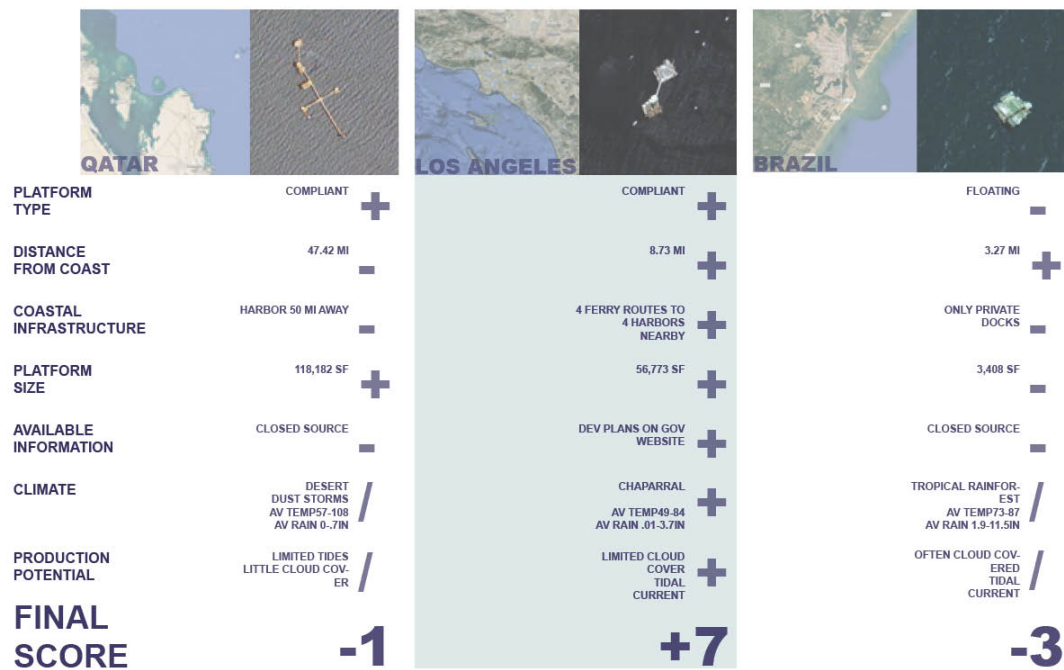 QATAR
LOS ANGELES
BRAZIL
PLATFORM
TYPE
COMPLIANT
+
COMPLIANT
+
FLOATING
-
DISTANCE
FROM COAST
47.42 MI
-
8.73 MI
+
3.27 MI
+
COASTAL
INFRASTRUCTURE
HARBOR 50 MI AWAY
-
4 FERRY ROUTES TO
4 HARBORS
NEARBY
+
ONLY PRIVATE
DOCKS
-
PLATFORM
SIZE
118,182 SF
+
56,773 SF
+
3,408 SF
-
AVAILABLE
INFORMATION
CLOSED SOURCE
-
DEV PLANS ON GOV
WEBSITE
+
CLOSED SOURCE
-
CLIMATE
DESERT
DUST STORMS
AV TEMP57-108
AV RAIN 0-.7IN
/
CHAPARRAL
AV TEMP49-84
AV RAIN .01-3.7IN
+
TROPICAL RAINFOR-
EST
AV TEMP73-87
AV RAIN 1.9-11.5IN
/
PRODUCTION
POTENTIAL
LIMITED TIDES
LITTLE CLOUD COV-
ER
/
LIMITED CLOUD
COVER
TIDAL
CURRENT
+
OFTEN CLOUD COV-
ERED
TIDAL
CURRENT
/
FINAL
SCORE
-1
+7
-3